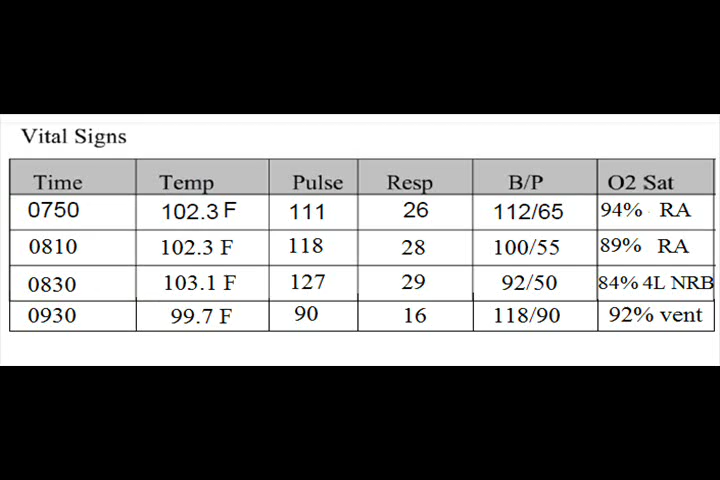 Vital Signs
Time Temp Pulse Resp B/P O2 Sat
0750 102.3 F 111 26 112/65 94% RA
0810 102.3 F 118 28 100/55 89% RA
0830 103.1 F 127 29 92/50 84% 4L NRB
0930 99.7 F 90 16 118/90 92% vent